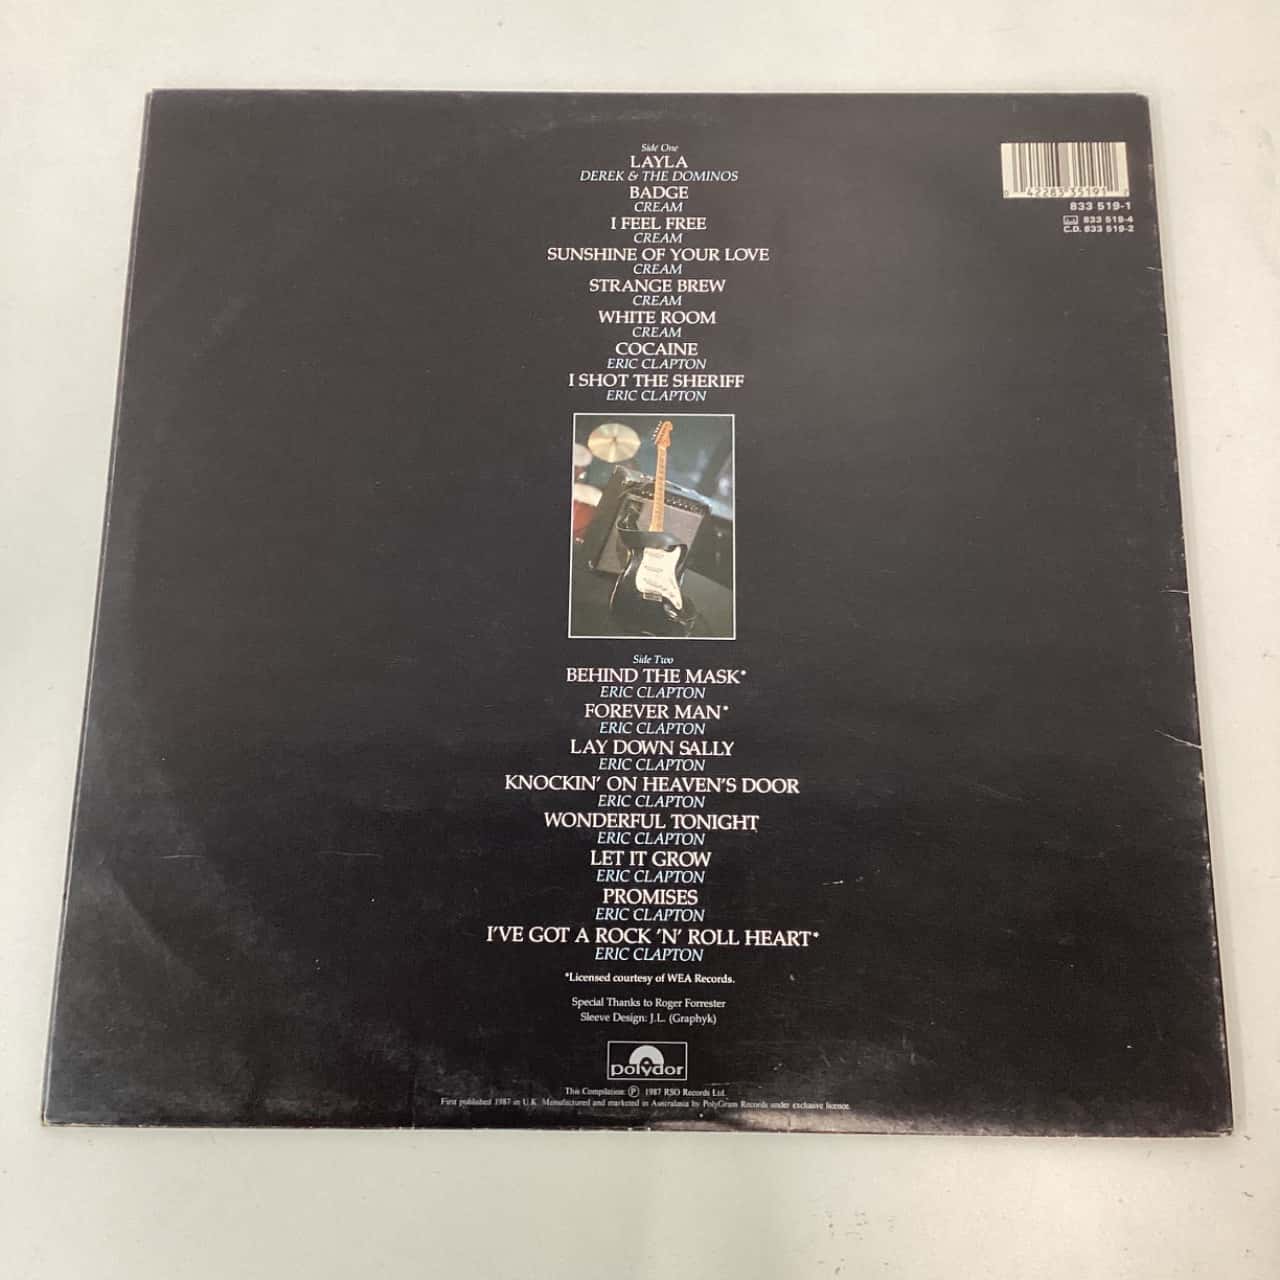 Side One
LAYLA
DEREK & THE DOMINOS
BADGE
CREAM
I FEEL FREE
CREAM
SUNSHINE OF YOUR LOVE
CREAM
STRANGE BREW
CREAM
WHITE ROOM
CREAM
COCAINE
ERIC CLAPTON
I SHOT THE SHERIFF
ERIC CLAPTON
0 42283 35191 2
833 519-1
833 519-4
C.D. 833 519-2
Side Two
BEHIND THE MASK*
ERIC CLAPTON
FOREVER MAN*
ERIC CLAPTON
LAY DOWN SALLY
ERIC CLAPTON
KNOCKIN' ON HEAVEN'S DOOR
ERIC CLAPTON
WONDERFUL TONIGHT
ERIC CLAPTON
LET IT GROW
ERIC CLAPTON
PROMISES
ERIC CLAPTON
I'VE GOT A ROCK 'N' ROLL HEART*
ERIC CLAPTON
*Licensed courtesy of WEA Records.
Special Thanks to Roger Forrester
Sleeve Design: J.L. (Graphyk)
polydor
This Compilation: Ⓟ 1987 RSO Records Ltd.
First published 1987 in U.K. Manufactured and marketed in Australasia by PolyGram Records under exclusive licence.